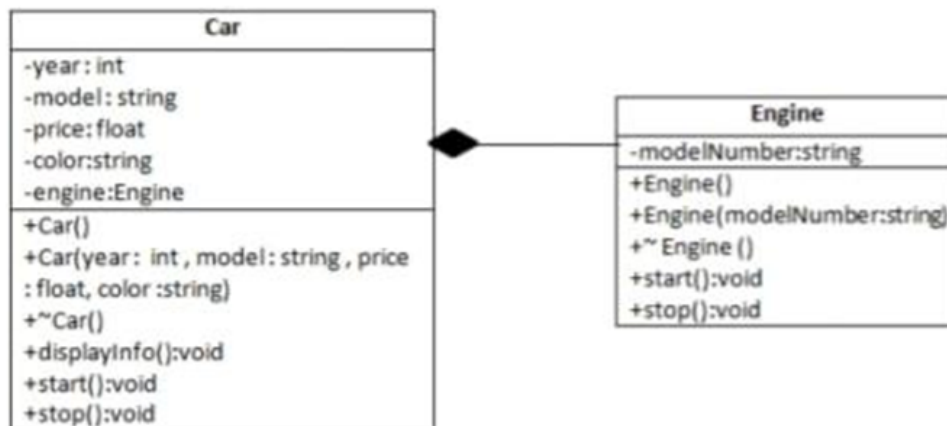 Car
-year: int
-model: string
-price:float
-color:string
-engine:Engine
+Car()
+Car(year: int , model: string , price
: float, color :string)
+~Car()
+displayInfo():void
+start():void
+stop():void
Engine
-modelNumber:string
+Engine()
+Engine(modelNumber:string)
+~ Engine ()
+start():void
+stop():void